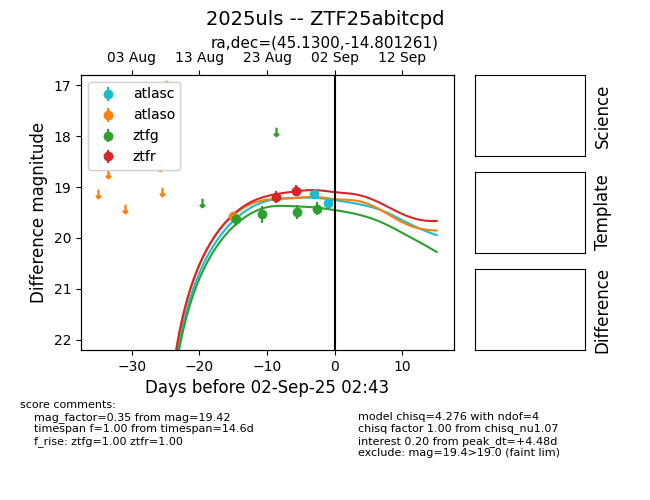 2025uls -- ZTF25abitcpd
ra,dec=(45.1300,-14.801261)
03 Aug 13 Aug 23 Aug 02 Sep 12 Sep
17
18
19
20
21
22
Difference magnitude
atlasc
atlaso
ztfg
ztfr
−30 −20 −10 0 10
Days before 02-Sep-25 02:43
Science
Template
Difference
score comments:
mag_factor=0.35 from mag=19.42
timespan f=1.00 from timespan=14.6d
f_rise: ztfg=1.00 ztfr=1.00
model chisq=4.276 with ndof=4
chisq factor 1.00 from chisq_nu1.07
interest 0.20 from peak_dt=+4.48d
exclude: mag=19.4>19.0 (faint lim)